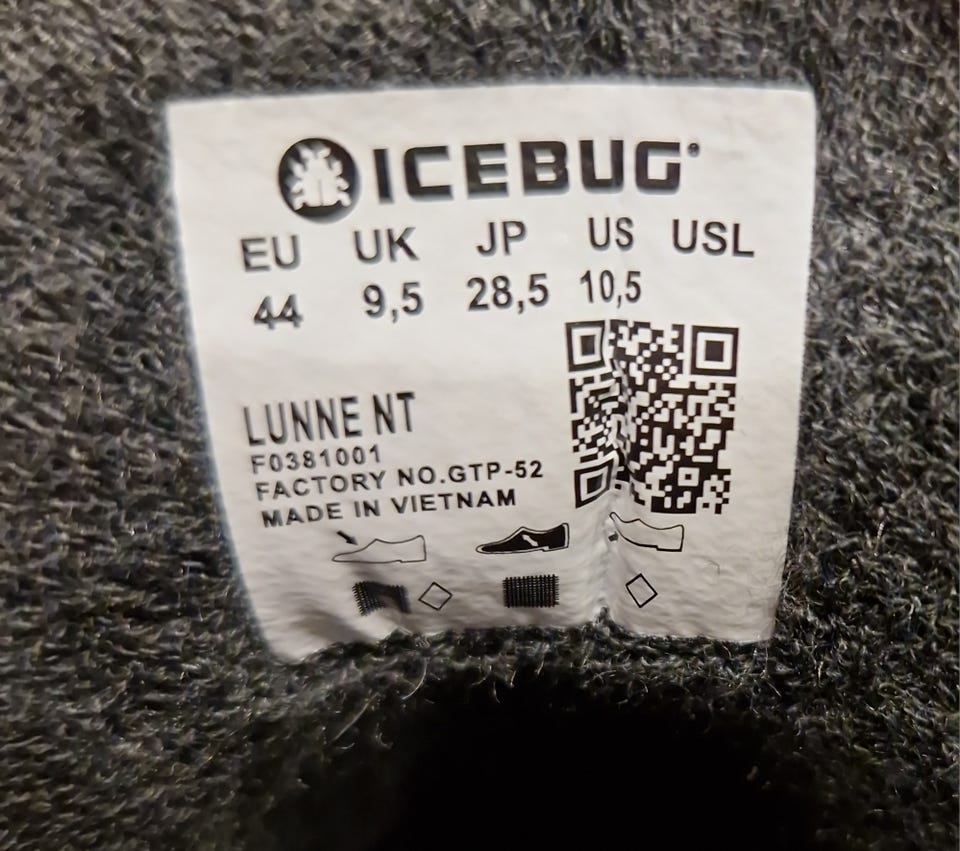 ICEBUG
EU UK JP US USL
44 9,5 28,5 10,5
LUNNE NT
F0381001
FACTORY NO.GTP-52
MADE IN VIETNAM